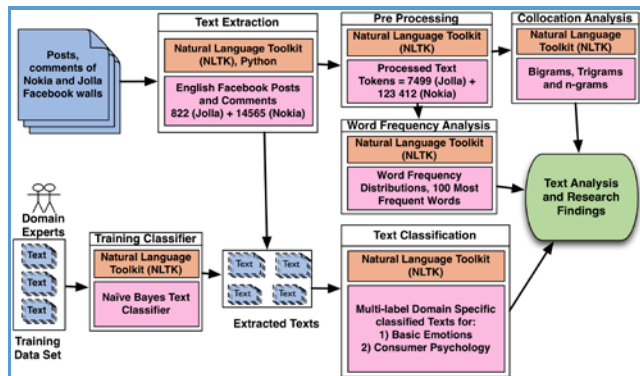 Posts,
comments of
Nokia and Jolla
Facebook walls
Text Extraction
Natural Language Toolkit
(NLTK), Python
English Facebook Posts
and Comments
822 (Jolla) + 14565 (Nokia)
Pre Processing
Natural Language Toolkit
(NLTK)
Processed Text
Tokens = 7499 (Jolla) +
123 412 (Nokia)
Collocation Analysis
Natural Language Toolkit
(NLTK)
Bigrams, Trigrams
and n-grams
Word Frequency Analysis
Natural Language Toolkit
(NLTK)
Word Frequency
Distributions, 100 Most
Frequent Words
Text Analysis
and Research
Findings
Domain
Experts
Text
Text
Text
Training
Data Set
Training Classifier
Natural Language
Toolkit (NLTK)
Naïve Bayes Text
Classifier
Text
Text
Text
Text
Extracted Texts
Text Classification
Natural Language Toolkit
(NLTK)
Multi-label Domain Specific
classified Texts for:
1) Basic Emotions
2) Consumer Psychology